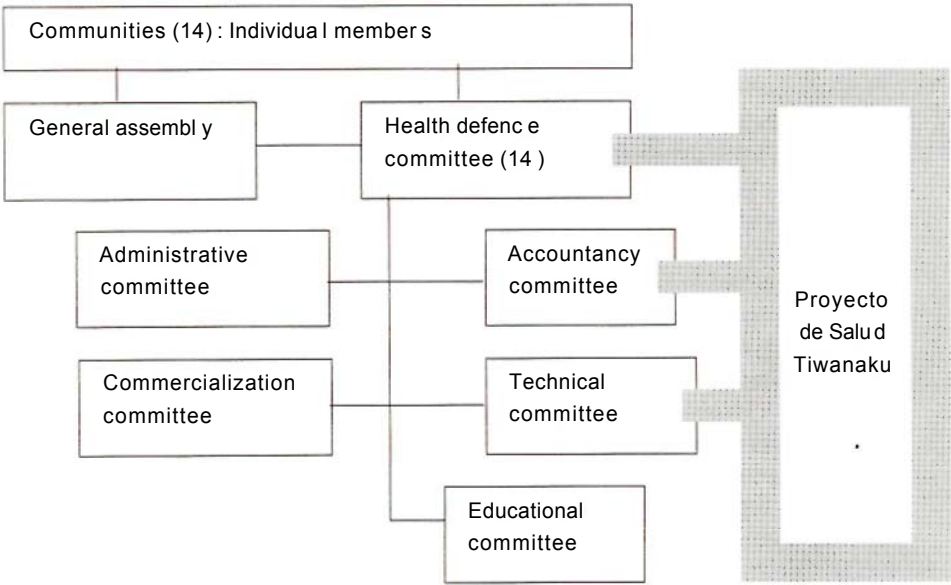 Communities (14) : Individual members
General assembly
Health defence
committee (14)
Administrative
committee
Accountancy
committee
Commercialization
committee
Technical
committee
Educational
committee
Proyecto
de Salud
Tiwanaku